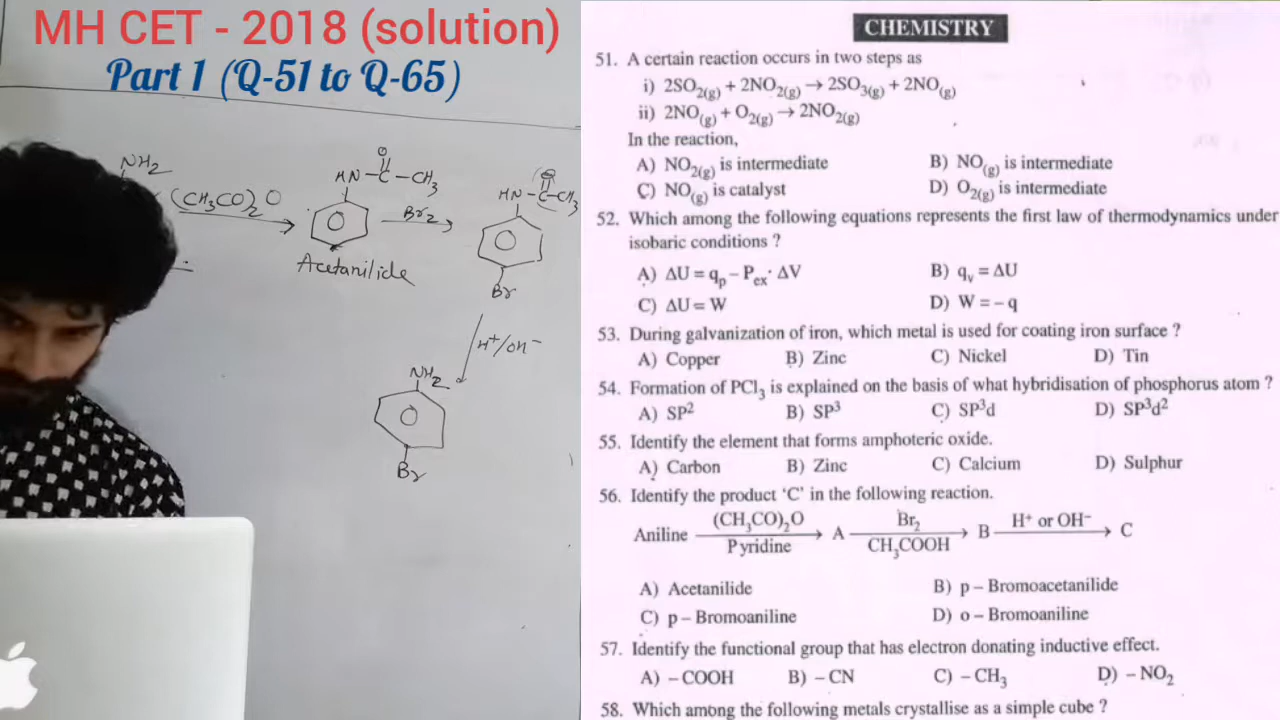 MH CET - 2018 (solution)
Part 1 (Q-51 to Q-65)
NH2
(CH3CO)2O
O
HN-C-CH3
Acetanilide
Br2
O
HN-C-CH3
Br
H+/OH-
NH2
Br
CHEMISTRY
51. A certain reaction occurs in two steps as
i) 2SO2(g) + 2NO2(g) → 2SO3(g) + 2NO(g)
ii) 2NO(g) + O2(g) → 2NO2(g)
In the reaction,
A) NO2(g) is intermediate B) NO(g) is intermediate
C) NO(g) is catalyst D) O2(g) is intermediate
52. Which among the following equations represents the first law of thermodynamics under
isobaric conditions ?
A) ΔU = qp – Pex· ΔV B) qv = ΔU
C) ΔU = W D) W = – q
53. During galvanization of iron, which metal is used for coating iron surface ?
A) Copper B) Zinc C) Nickel D) Tin
54. Formation of PCl3 is explained on the basis of what hybridisation of phosphorus atom ?
A) SP² B) SP³ C) SP³d D) SP³d²
55. Identify the element that forms amphoteric oxide.
A) Carbon B) Zinc C) Calcium D) Sulphur
56. Identify the product ‘C’ in the following reaction.
(CH3CO)2O Br2 H+ or OH–
Aniline → A → B → C
Pyridine CH3COOH
A) Acetanilide B) p – Bromoacetanilide
C) p – Bromoaniline D) o – Bromoaniline
57. Identify the functional group that has electron donating inductive effect.
A) – COOH B) – CN C) – CH3 D) – NO2
58. Which among the following metals crystallise as a simple cube ?